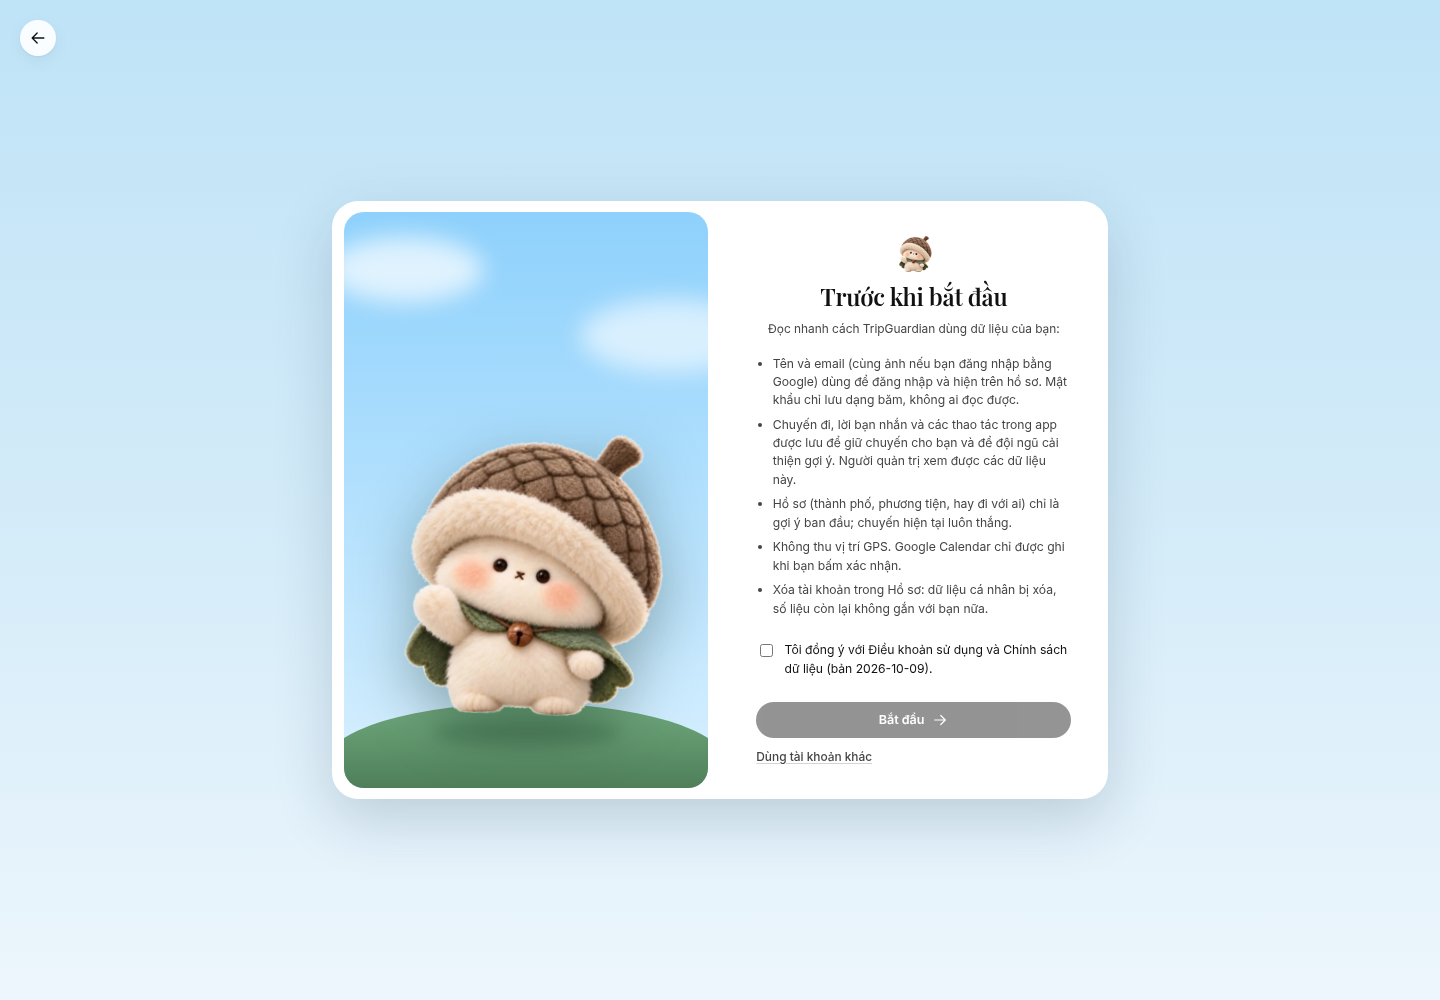 Trước khi bắt đầu
Đọc nhanh cách TripGuardian dùng dữ liệu của bạn:
• Tên và email (cùng ảnh nếu bạn đăng nhập bằng
Google) dùng để đăng nhập và hiện trên hồ sơ. Mật
khẩu chỉ lưu dạng băm, không ai đọc được.
• Chuyến đi, lời bạn nhắn và các thao tác trong app
được lưu để giữ chuyến cho bạn và để đội ngũ cải
thiện gợi ý. Người quản trị xem được các dữ liệu
này.
• Hồ sơ (thành phố, phương tiện, hay đi với ai) chỉ là
gợi ý ban đầu; chuyến hiện tại luôn thắng.
• Không thu vị trí GPS. Google Calendar chỉ được ghi
khi bạn bấm xác nhận.
• Xóa tài khoản trong Hồ sơ: dữ liệu cá nhân bị xóa,
số liệu còn lại không gắn với bạn nữa.
Tôi đồng ý với Điều khoản sử dụng và Chính sách
dữ liệu (bản 2026-10-09).
Bắt đầu →
Dùng tài khoản khác